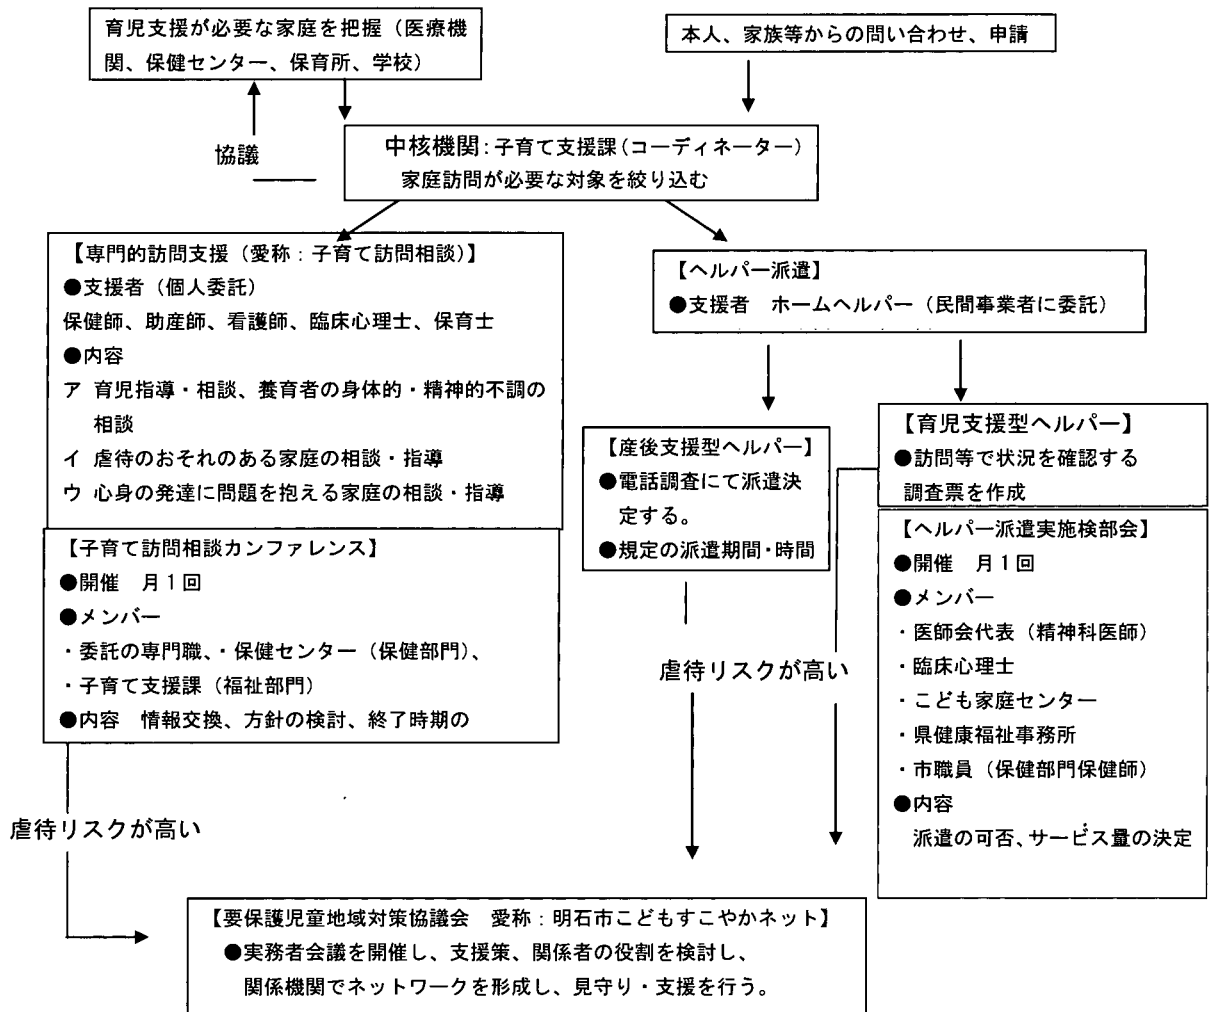 育児支援が必要な家庭を把握（医療機
関、保健センター、保育所、学校）
本人、家族等からの問い合わせ、申請
協議
中核機関：子育て支援課（コーディネーター）
家庭訪問が必要な対象を絞り込む
【専門的訪問支援（愛称：子育て訪問相談）】
●支援者（個人委託）
保健師、助産師、看護師、臨床心理士、保育士
●内容
ア 育児指導・相談、養育者の身体的・精神的不調の
相談
イ 虐待のおそれのある家庭の相談・指導
ウ 心身の発達に問題を抱える家庭の相談・指導
【子育て訪問相談カンファレンス】
●開催　月１回
●メンバー
・委託の専門職、・保健センター（保健部門）、
・子育て支援課（福祉部門）
●内容　情報交換、方針の検討、終了時期の
虐待リスクが高い
【ヘルパー派遣】
●支援者　ホームヘルパー（民間事業者に委託）
【産後支援型ヘルパー】
●電話調査にて派遣決
定する。
●規定の派遣期間・時間
虐待リスクが高い
【育児支援型ヘルパー】
●訪問等で状況を確認する
調査票を作成
【ヘルパー派遣実施検部会】
●開催　月１回
●メンバー
・医師会代表（精神科医師）
・臨床心理士
・こども家庭センター
・県健康福祉事務所
・市職員（保健部門保健師）
●内容
派遣の可否、サービス量の決定
【要保護児童地域対策協議会　愛称：明石市こどもすこやかネット】
●実務者会議を開催し、支援策、関係者の役割を検討し、
関係機関でネットワークを形成し、見守り・支援を行う。